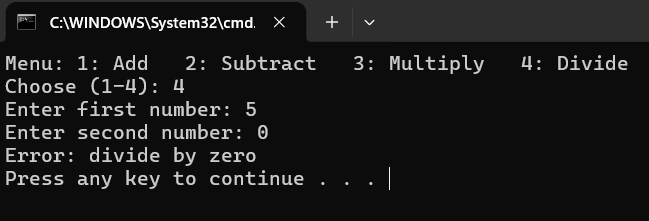 C:\WINDOWS\System32\cmd.
Menu: 1: Add   2: Subtract   3: Multiply   4: Divide
Choose (1-4): 4
Enter first number: 5
Enter second number: 0
Error: divide by zero
Press any key to continue . . .